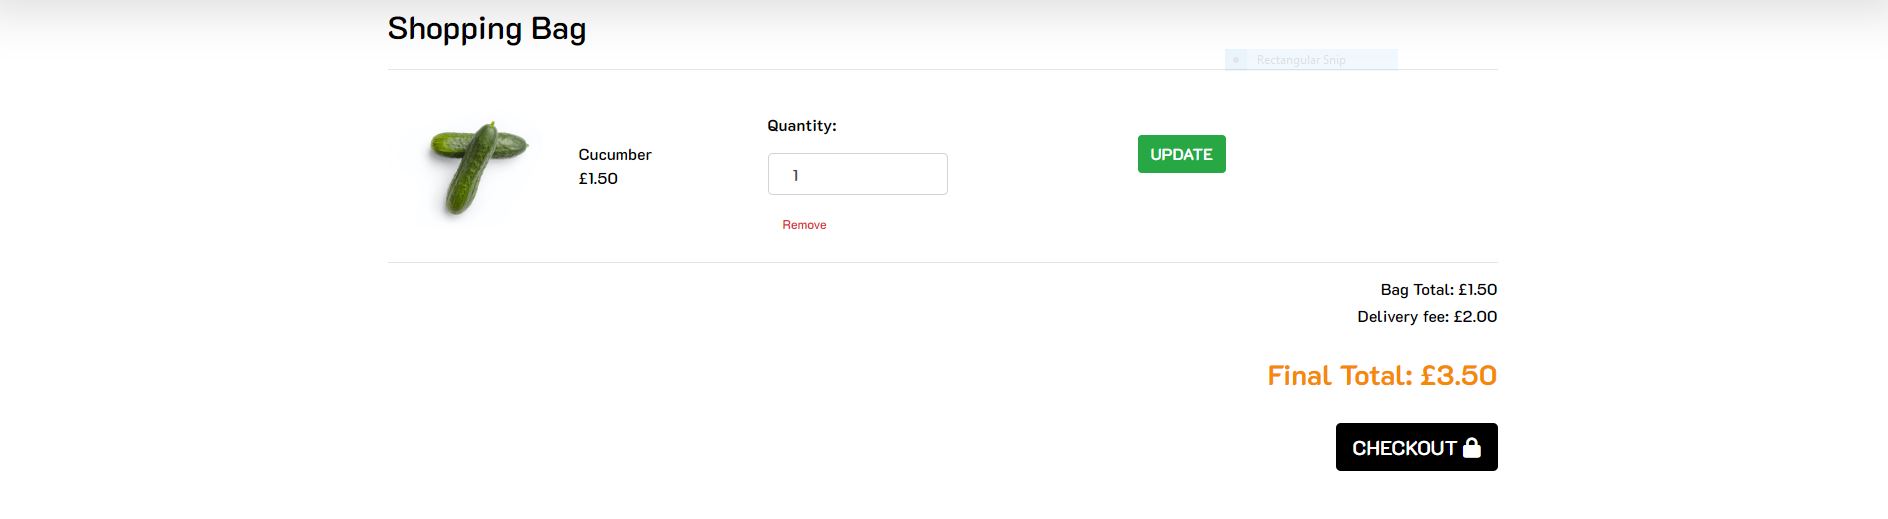 Shopping Bag
Rectangular Snip
Quantity:
Cucumber
£1.50
1
UPDATE
Remove
Bag Total: £1.50
Delivery fee: £2.00
Final Total: £3.50
CHECKOUT